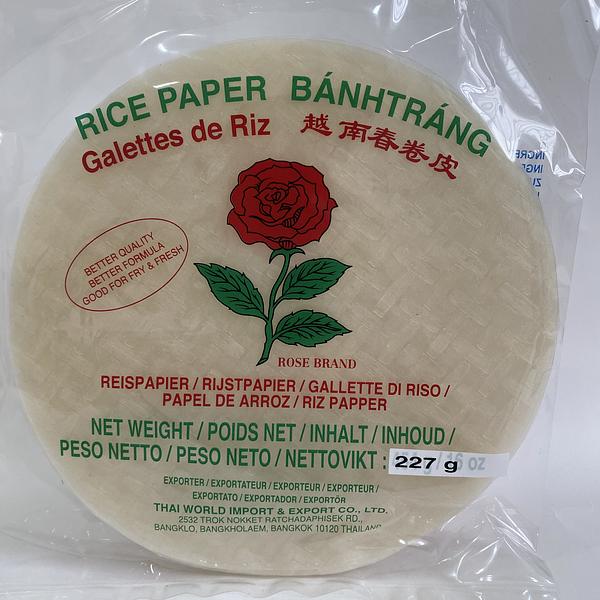 RICE PAPER BÁNHTRÁNG
Galettes de Riz 越南春卷皮
BETTER QUALITY
BETTER FORMULA
GOOD FOR FRY & FRESH
ROSE BRAND
REISPAPIER / RIJSTPAPIER / GALLETTE DI RISO /
PAPEL DE ARROZ / RIZ PAPPER
NET WEIGHT / POIDS NET / INHALT / INHOUD /
PESO NETTO / PESO NETO / NETTOVIKT : 227 g 16 oz
EXPORTER / EXPORTATEUR / EXPORTEUR / EXPORTEUR /
EXPORTATO / EXPORTADOR / EXPORTÖR
THAI WORLD IMPORT & EXPORT CO., LTD.
2532 TROK NOKKET RATCHADAPHISEK RD.,
BANGKLO, BANGKHOLAEM, BANGKOK 10120 THAILAND